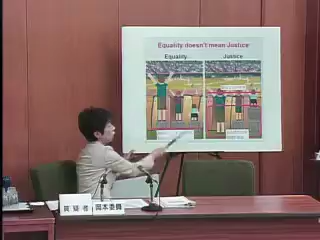 Equality doesn't mean Justice
Equality
Justice
質疑者 岡本委員